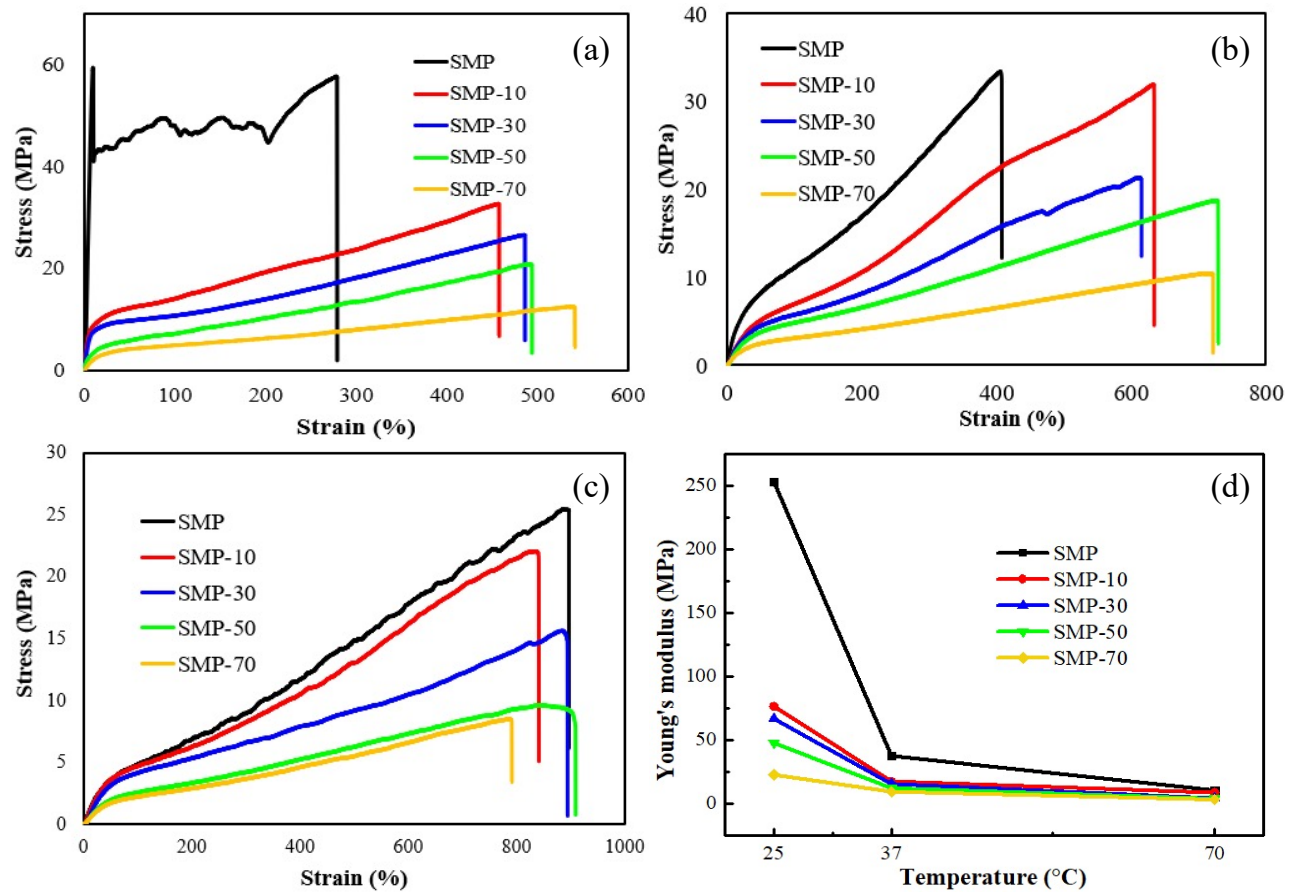 (a)
60
40
20
0
0
100
200
300
400
500
600
Stress (MPa)
Strain (%)
SMP
SMP-10
SMP-30
SMP-50
SMP-70
(b)
40
30
20
10
0
0
200
400
600
800
Stress (MPa)
Strain (%)
SMP
SMP-10
SMP-30
SMP-50
SMP-70
(c)
30
25
20
15
10
5
0
0
200
400
600
800
1000
Stress (MPa)
Strain (%)
SMP
SMP-10
SMP-30
SMP-50
SMP-70
(d)
250
200
150
100
50
0
25
37
70
Young's modulus (MPa)
Temperature (°C)
SMP
SMP-10
SMP-30
SMP-50
SMP-70